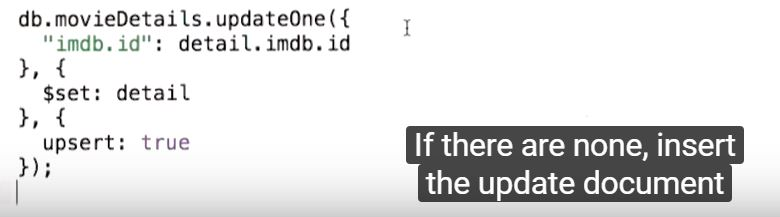 db.movieDetails.updateOne({
  "imdb.id": detail.imdb.id
}, {
  $set: detail
}, {
  upsert: true
});
If there are none, insert
the update document